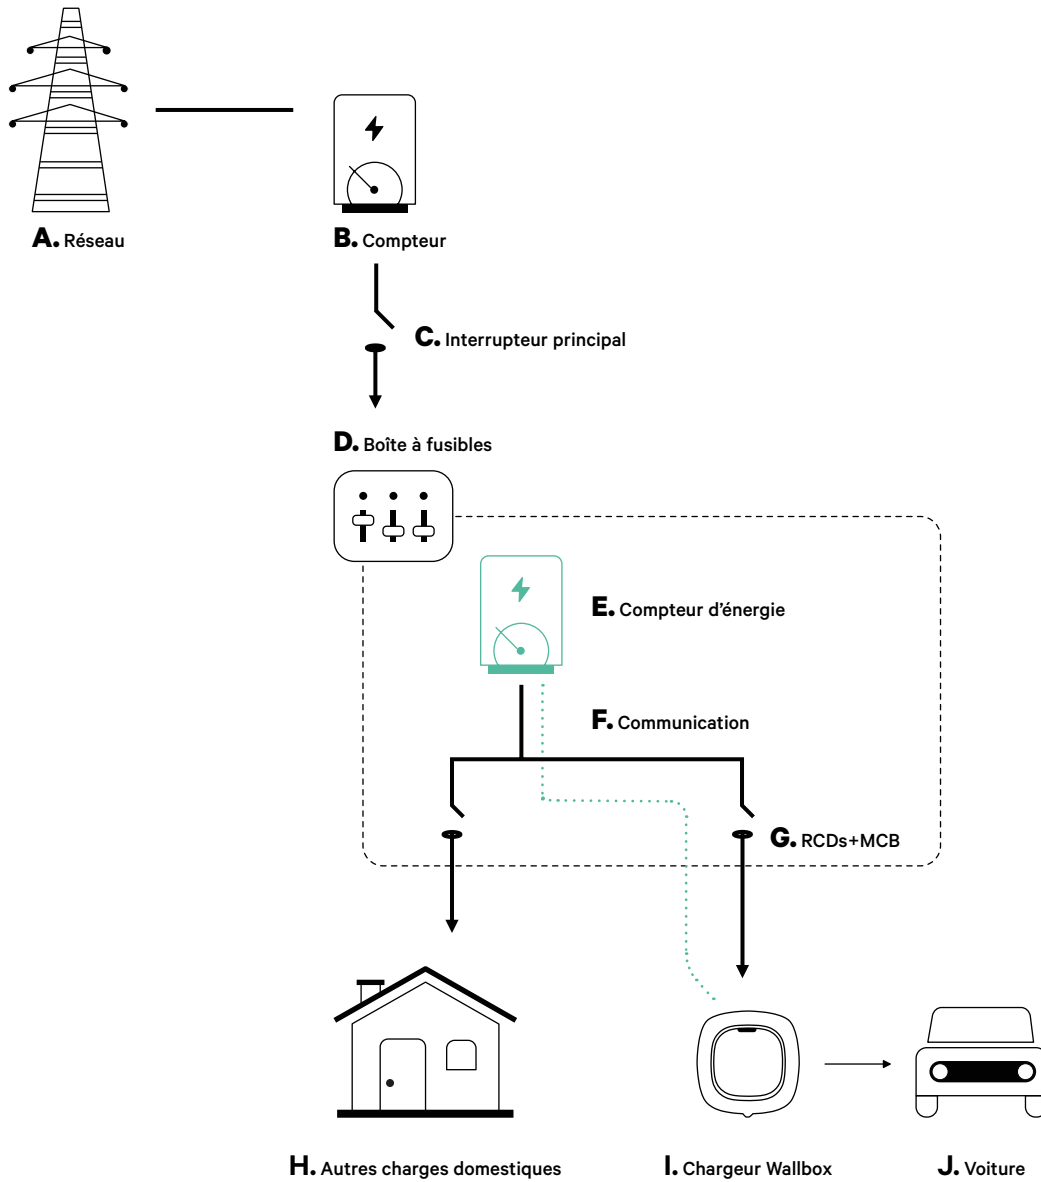 A. Réseau
B. Compteur
C. Interrupteur principal
D. Boîte à fusibles
E. Compteur d’énergie
F. Communication
G. RCDs+MCB
H. Autres charges domestiques
I. Chargeur Wallbox
J. Voiture